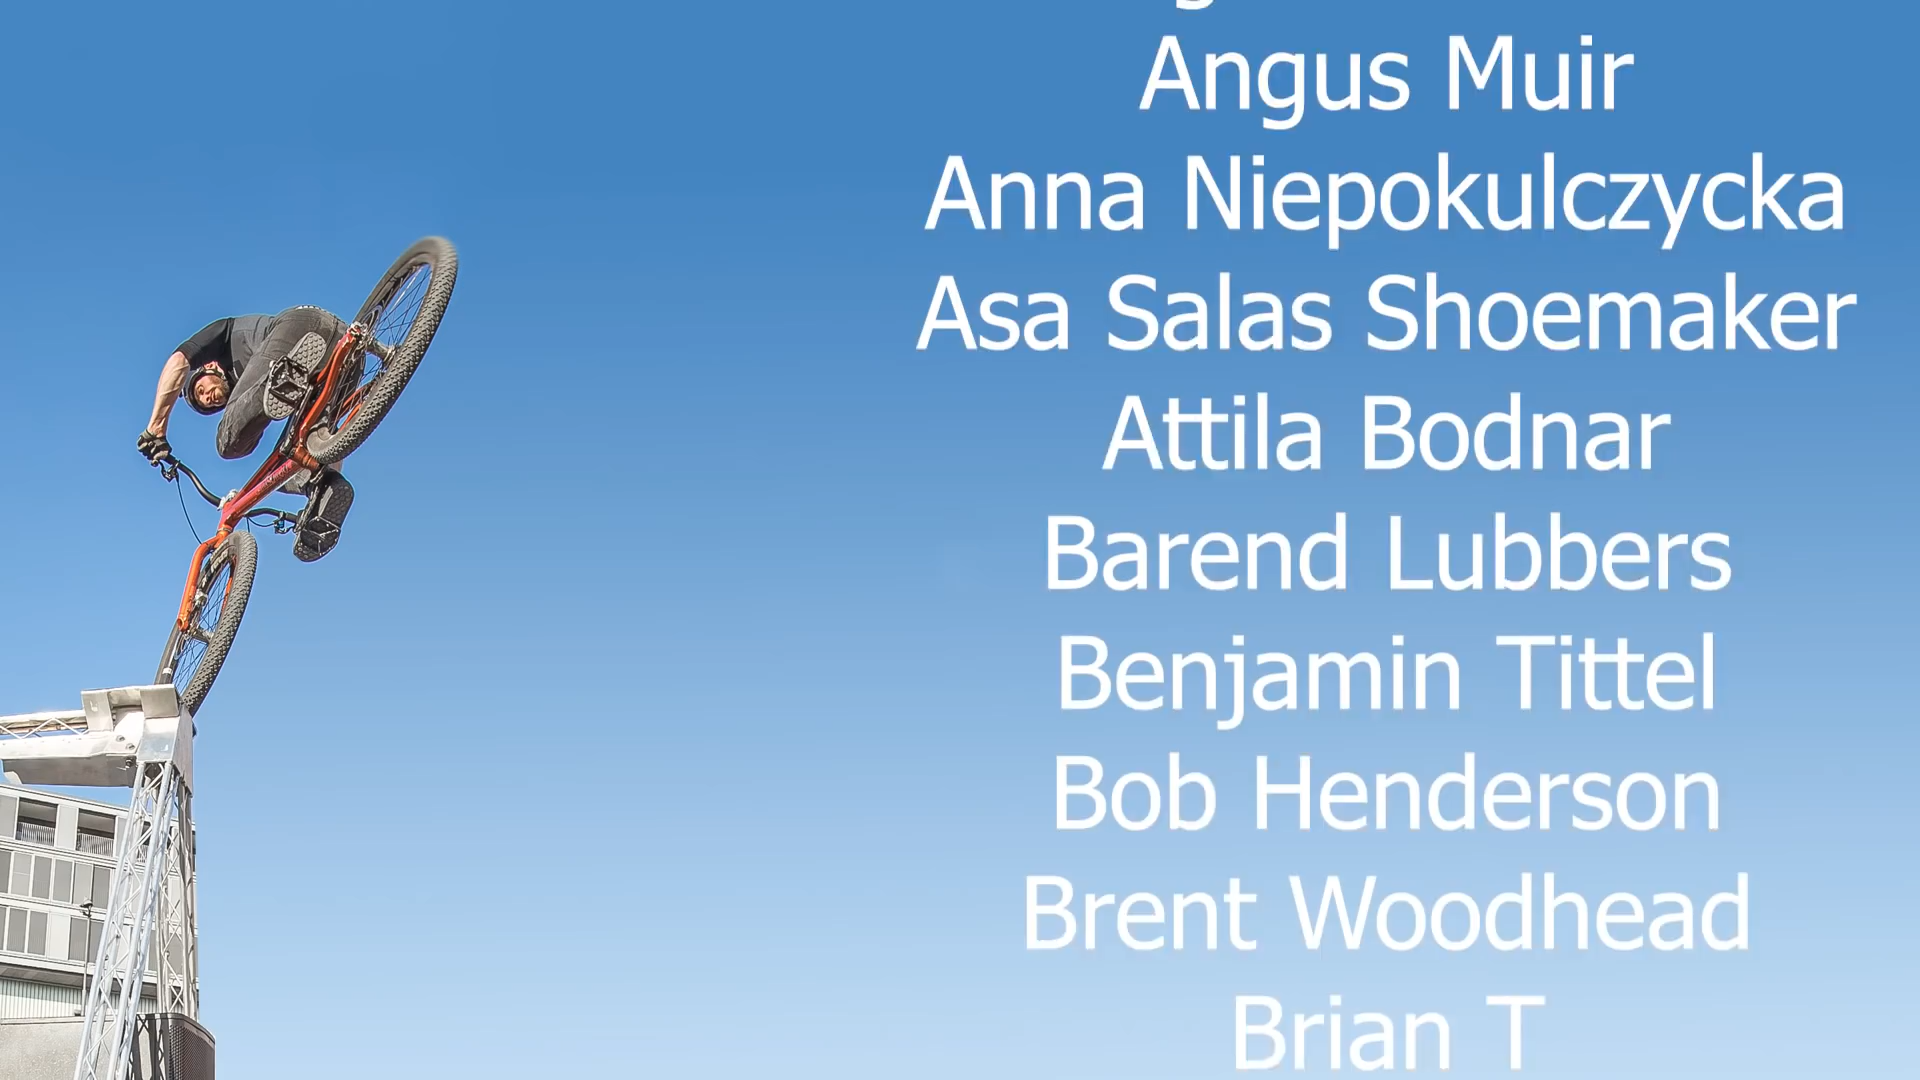 Angus Muir
Anna Niepokulczycka
Asa Salas Shoemaker
Attila Bodnar
Barend Lubbers
Benjamin Tittel
Bob Henderson
Brent Woodhead
Brian T